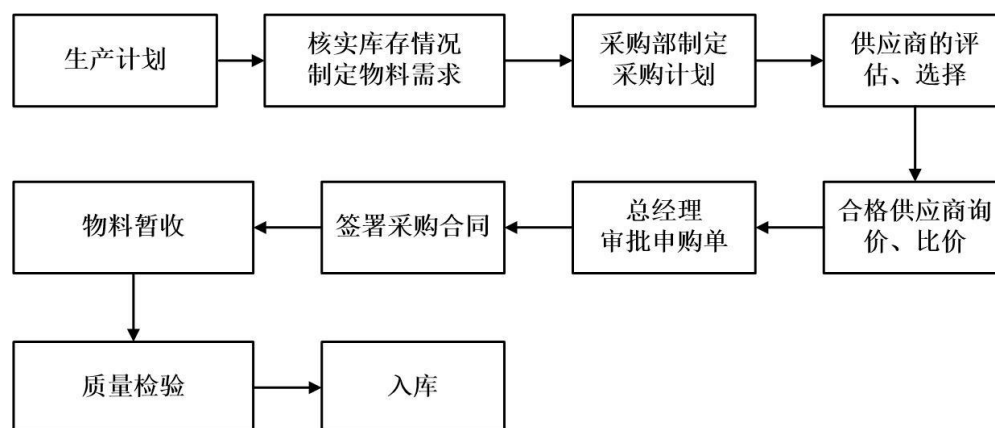 生产计划
核实库存情况
制定物料需求
采购部制定
采购计划
供应商的评
估、选择
合格供应商询
价、比价
总经理
审批申购单
签署采购合同
物料暂收
质量检验
入库